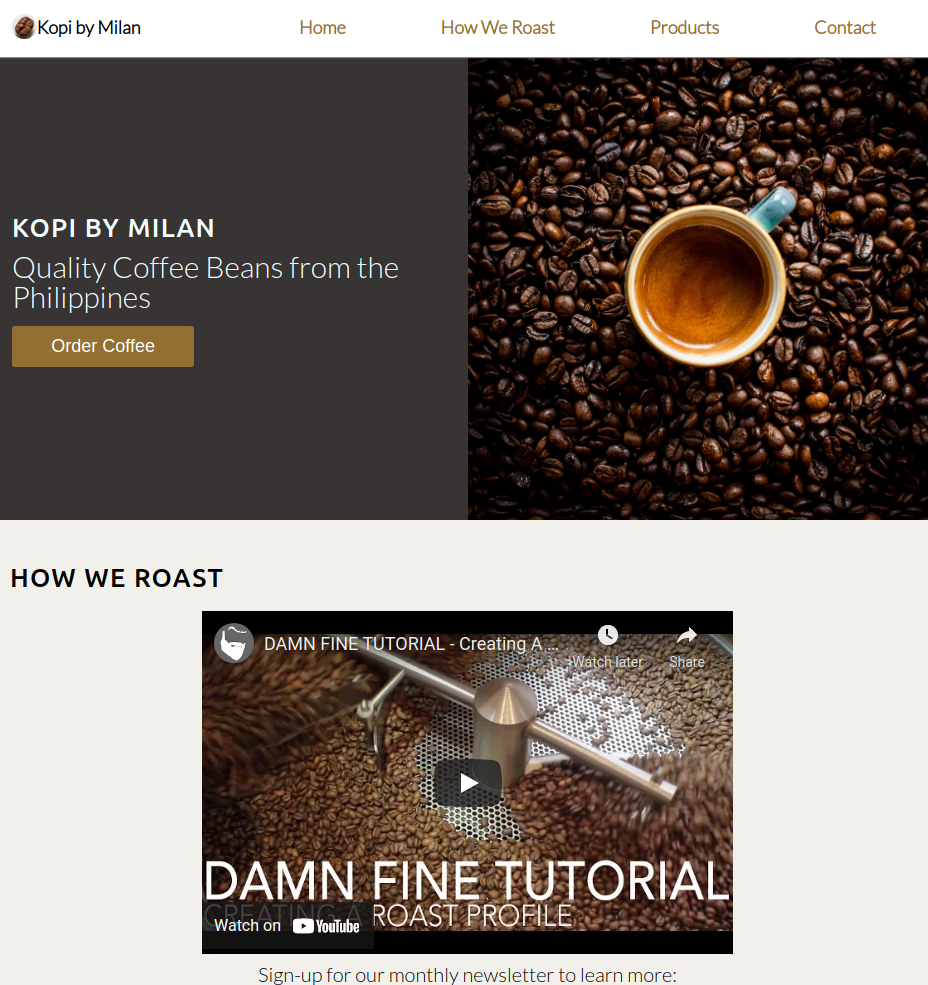 Kopi by Milan
Home
How We Roast
Products
Contact
KOPI BY MILAN
Quality Coffee Beans from the
Philippines
Order Coffee
HOW WE ROAST
DAMN FINE TUTORIAL - Creating A ...
Watch later
Share
DAMN FINE TUTORIAL
CREATING A ROAST PROFILE
Watch on YouTube
Sign-up for our monthly newsletter to learn more: